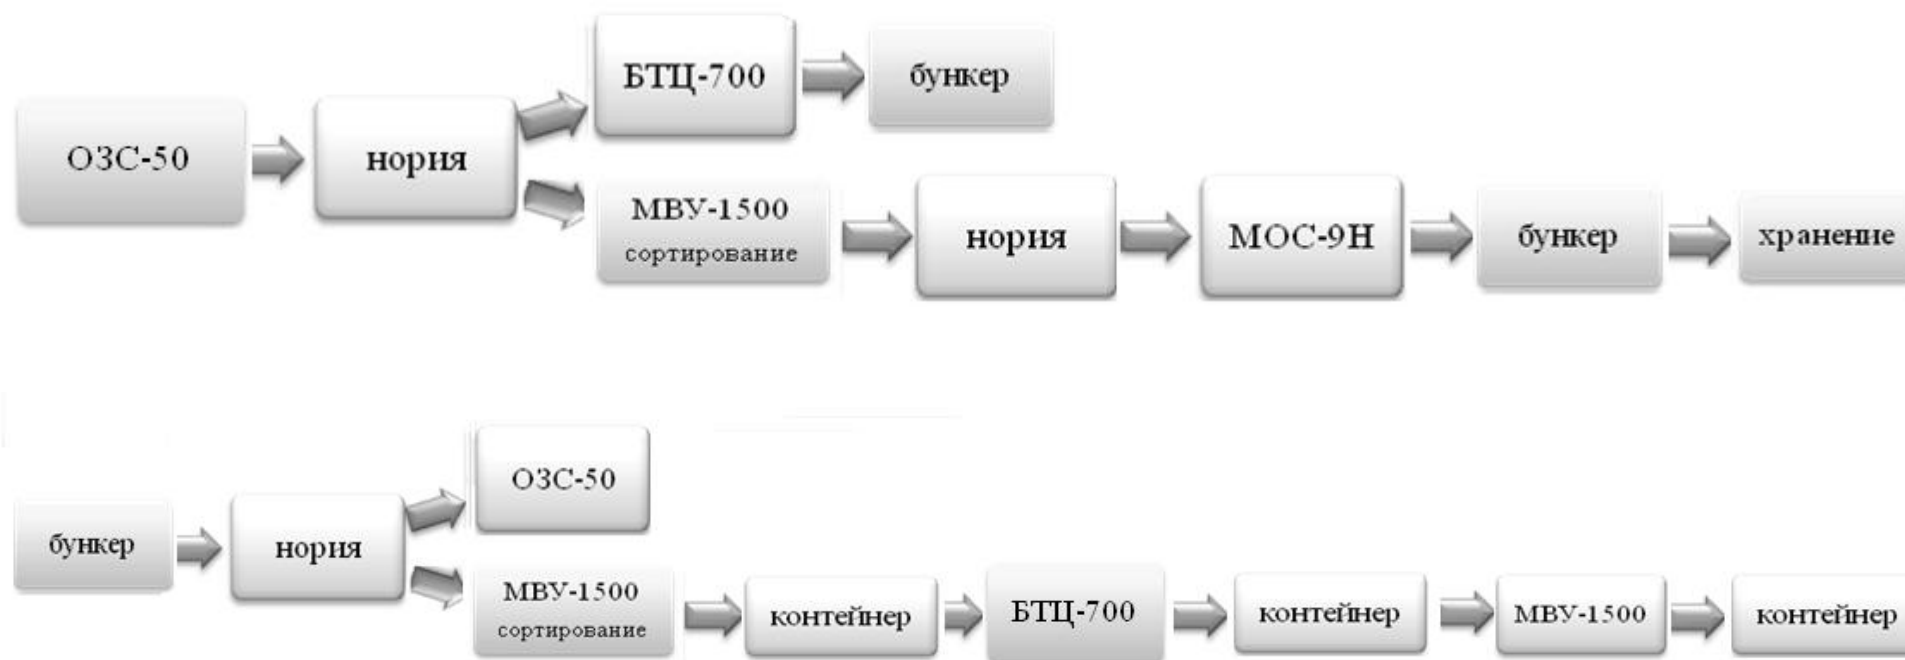 ОЗС-50
нория
БТЦ-700
бункер
МВУ-1500
сортирование
нория
МОС-9Н
бункер
хранение
бункер
нория
ОЗС-50
МВУ-1500
сортирование
контейнер
БТЦ-700
контейнер
МВУ-1500
контейнер